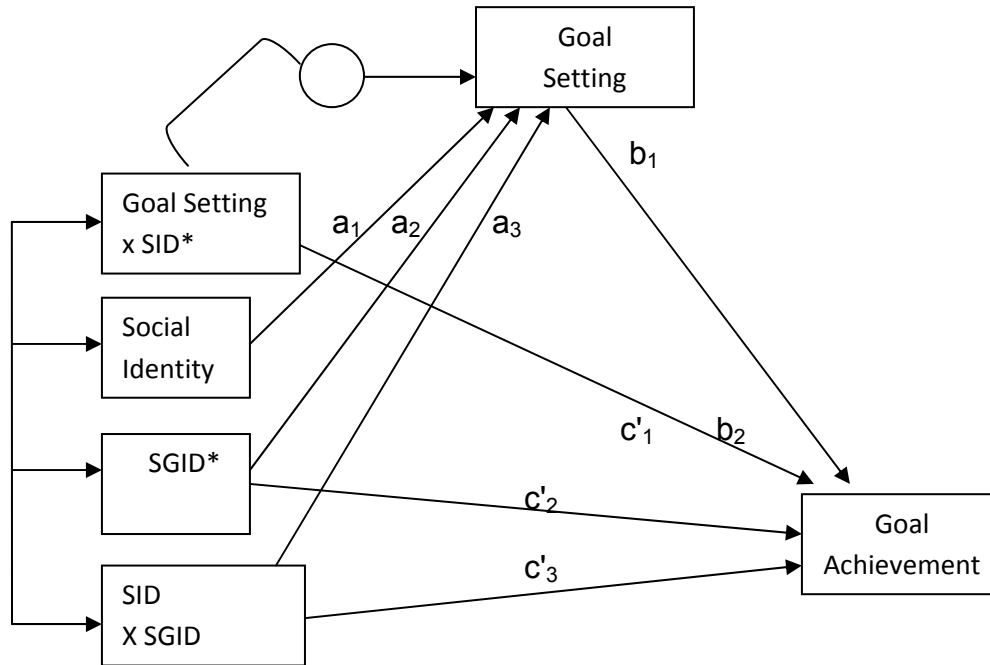 Goal
Setting
b₁
Goal Setting
x SID*
a₁
a₂
a₃
Social
Identity
SGID*
c'₁
b₂
c'₂
Goal
Achievement
c'₃
SID
X SGID